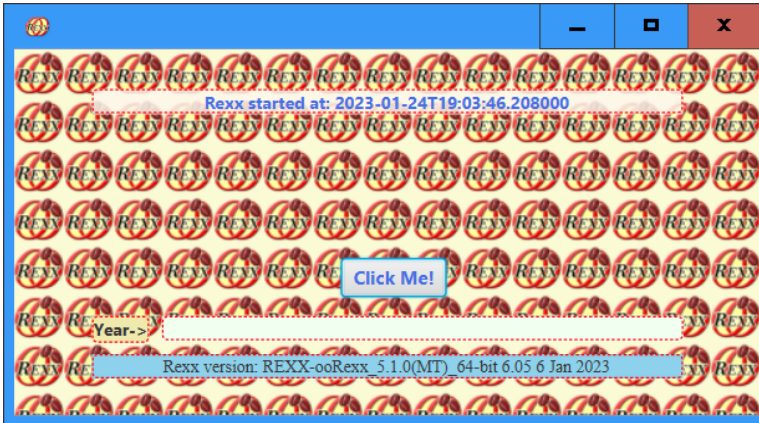 Rexx started at: 2023-01-24T19:03:46.208000
Click Me!
Year->
Rexx version: REXX-ooRexx_5.1.0(MT)_64-bit 6.05 6 Jan 2023